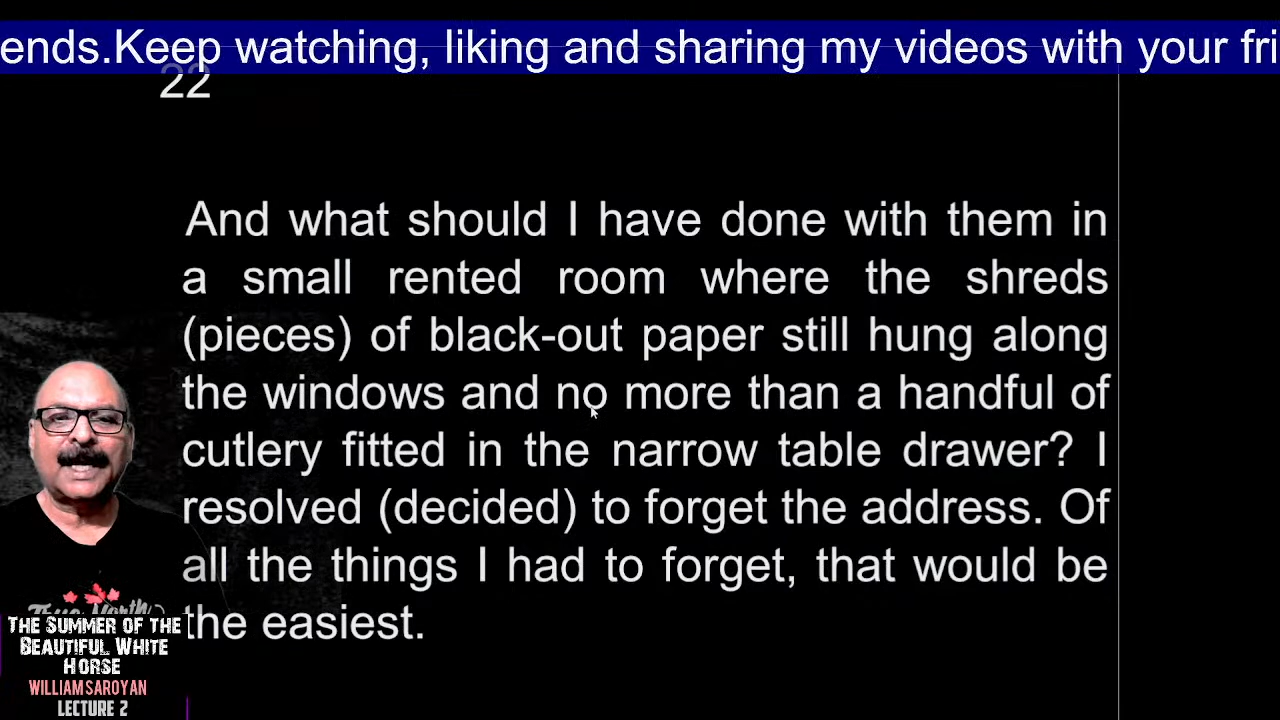 ends.Keep watching, liking and sharing my videos with your fri
22
And what should I have done with them in
a small rented room where the shreds
(pieces) of black-out paper still hung along
the windows and no more than a handful of
cutlery fitted in the narrow table drawer? I
resolved (decided) to forget the address. Of
all the things I had to forget, that would be
the easiest.
True North
THE SUMMER OF THE
BEAUTIFUL WHITE
HORSE
WILLIAM SAROYAN
LECTURE 2